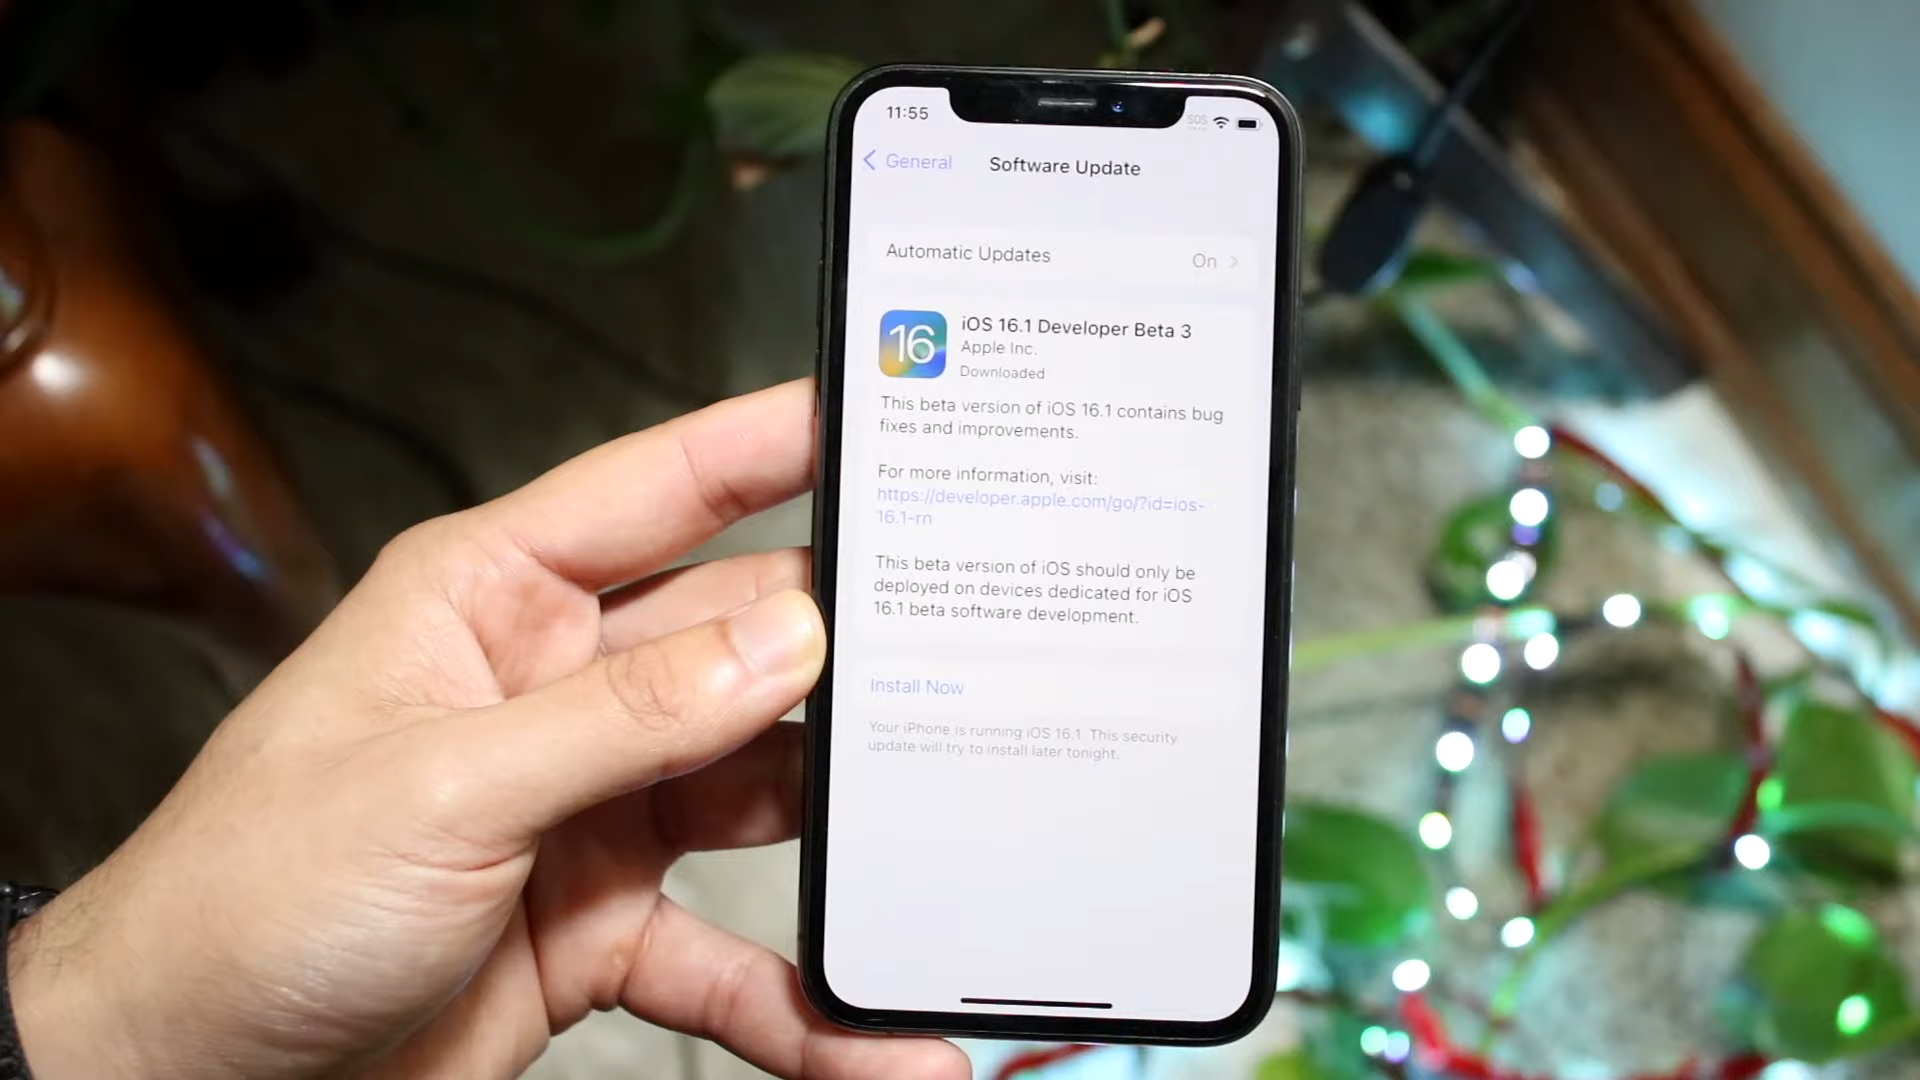 11:55
SOS
General
Software Update
Automatic Updates
On
16
iOS 16.1 Developer Beta 3
Apple Inc.
Downloaded
This beta version of iOS 16.1 contains bug
fixes and improvements.
For more information, visit:
https://developer.apple.com/go/?id=ios-
16.1-rn
This beta version of iOS should only be
deployed on devices dedicated for iOS
16.1 beta software development.
Install Now
Your iPhone is running iOS 16.1. This security
update will try to install later tonight.